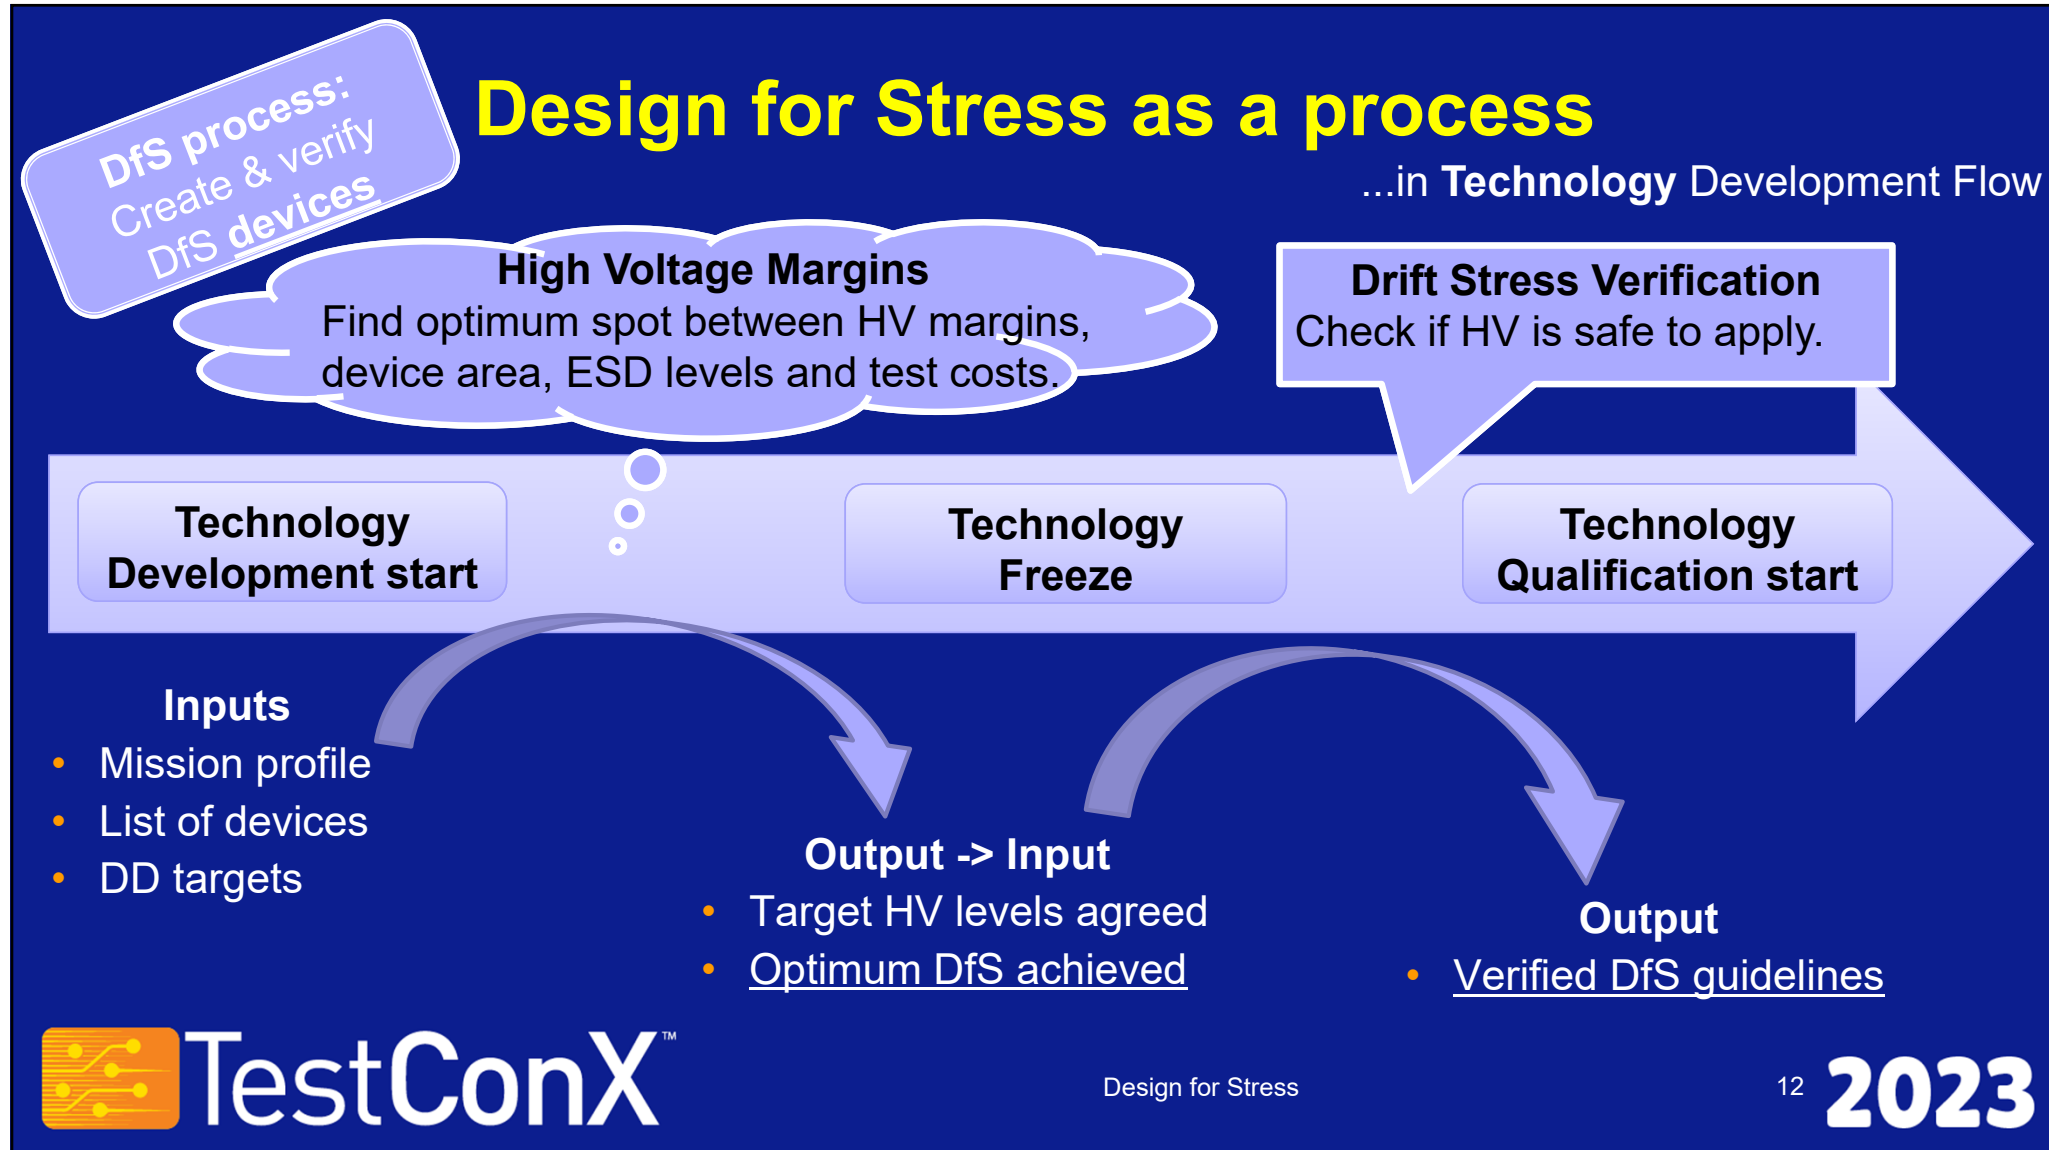 DfS process:
Create & verify
DfS devices
Design for Stress as a process
...in Technology Development Flow
High Voltage Margins
Find optimum spot between HV margins,
device area, ESD levels and test costs.
Drift Stress Verification
Check if HV is safe to apply.
Technology
Development start
Technology
Freeze
Technology
Qualification start
Inputs
• Mission profile
• List of devices
• DD targets
Output -> Input
• Target HV levels agreed
• Optimum DfS achieved
Output
• Verified DfS guidelines
TestConX™
Design for Stress
12
2023